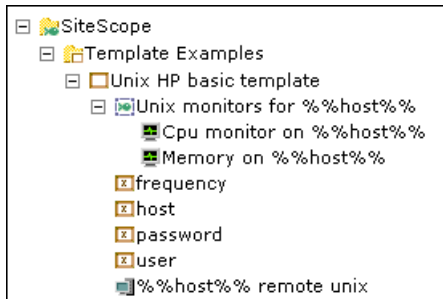 SiteScope
Template Examples
Unix HP basic template
Unix monitors for %%host%%
Cpu monitor on %%host%%
Memory on %%host%%
frequency
host
password
user
%%host%% remote unix